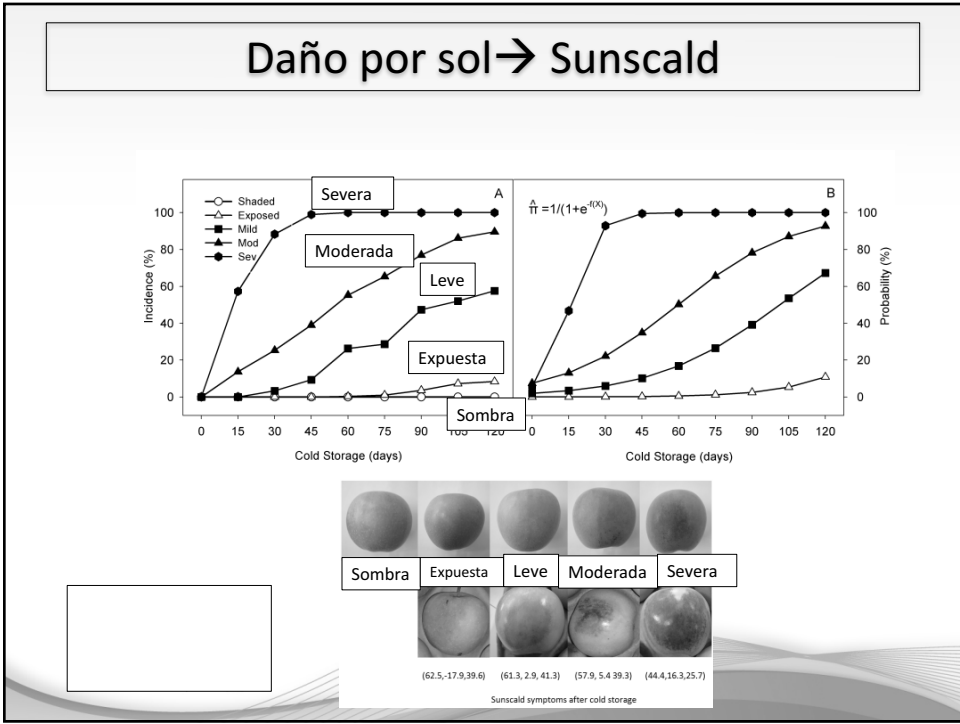 Daño por sol→ Sunscald
Severa
Moderada
Leve
Expuesta
Sombra
A
Shaded
Exposed
Mild
Mod
Sev
Incidence (%)
100
80
60
40
20
0
0 15 30 45 60 75 90 105 120
Cold Storage (days)
B
π̂ =1/(1+e^-f(X))
100
80
60
40
20
0
Probability (%)
0 15 30 45 60 75 90 105 120
Cold Storage (days)
Sombra Expuesta Leve Moderada Severa
(62.5,-17.9,39.6) (61.3, 2.9, 41.3) (57.9, 5.4 39.3) (44.4,16.3,25.7)
Sunscald symptoms after cold storage